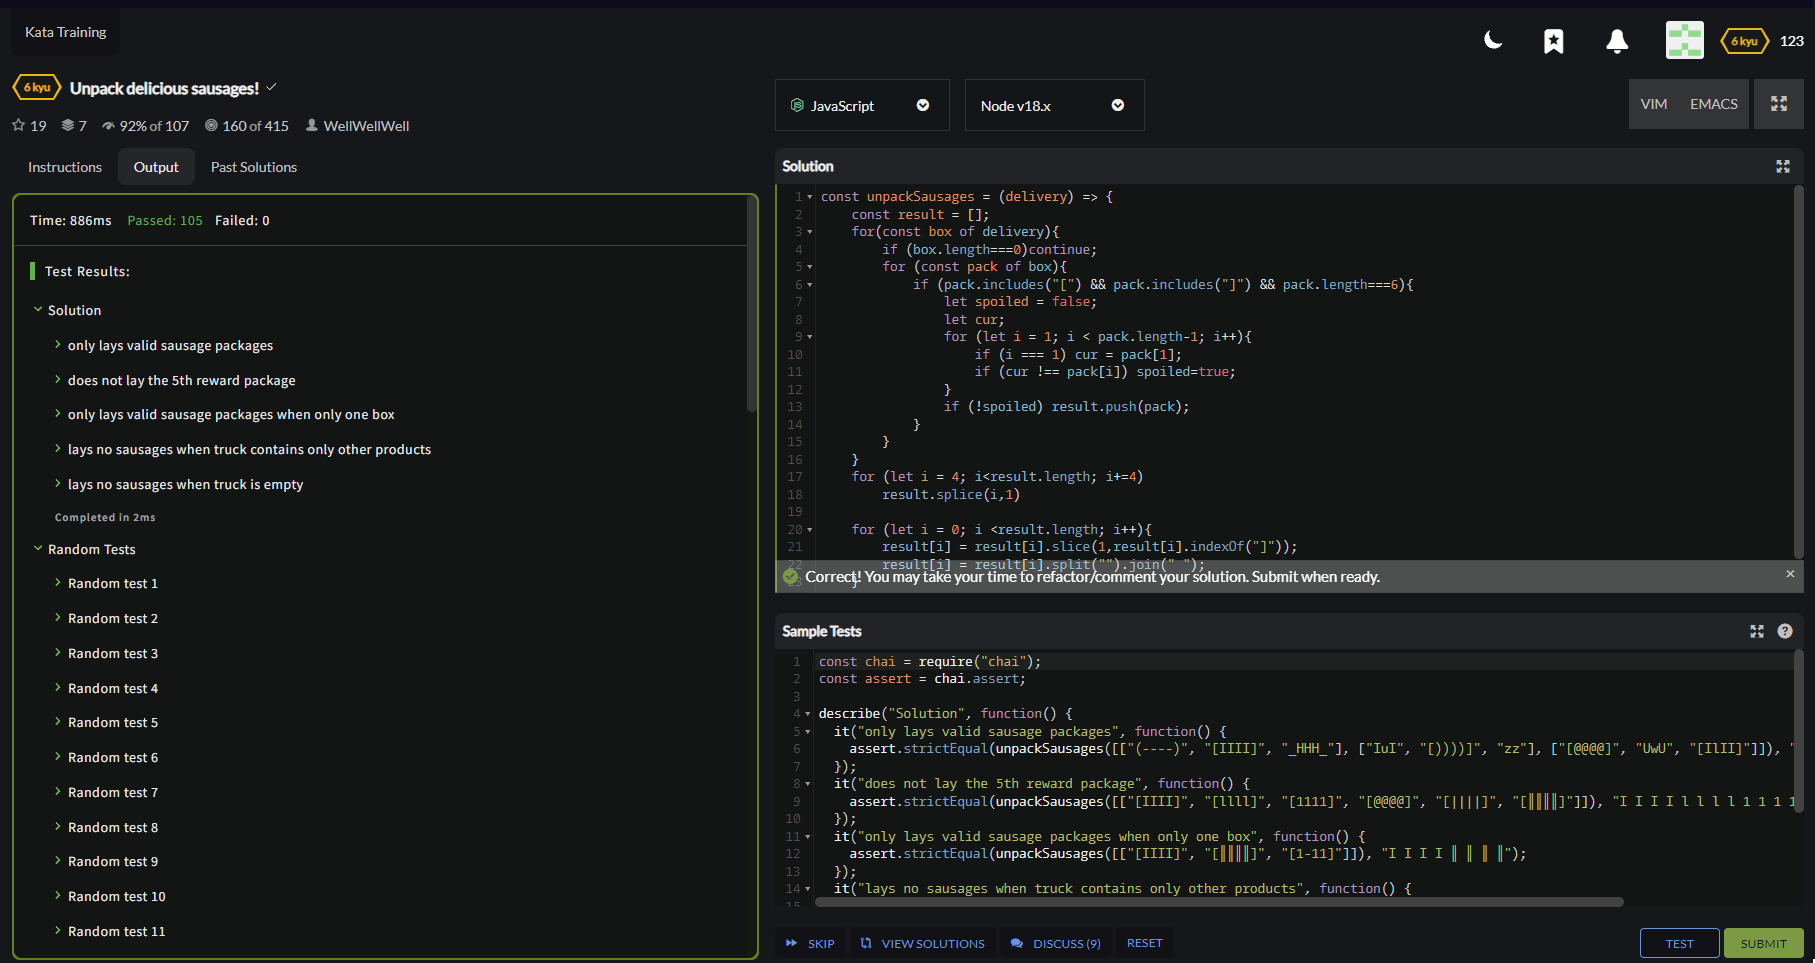 Kata Training
6 kyu 123
6 kyu Unpack delicious sausages!
19 7 92% of 107 160 of 415 WellWellWell
Instructions Output Past Solutions
Time: 886ms Passed: 105 Failed: 0
Test Results:
Solution
only lays valid sausage packages
does not lay the 5th reward package
only lays valid sausage packages when only one box
lays no sausages when truck contains only other products
lays no sausages when truck is empty
Completed in 2ms
Random Tests
Random test 1
Random test 2
Random test 3
Random test 4
Random test 5
Random test 6
Random test 7
Random test 8
Random test 9
Random test 10
Random test 11
JavaScript Node v18.x VIM EMACS
Solution
1 const unpackSausages = (delivery) => {
2 const result = [];
3 for(const box of delivery){
4 if (box.length===0)continue;
5 for (const pack of box){
6 if (pack.includes("[") && pack.includes("]") && pack.length===6){
7 let spoiled = false;
8 let cur;
9 for (let i = 1; i < pack.length-1; i++){
10 if (i === 1) cur = pack[1];
11 if (cur !== pack[i]) spoiled=true;
12 }
13 if (!spoiled) result.push(pack);
14 }
15 }
16 }
17 for (let i = 4; i<result.length; i+=4)
18 result.splice(i,1)
19
20 for (let i = 0; i <result.length; i++){
21 result[i] = result[i].slice(1,result[i].indexOf("]"));
22 result[i] = result[i].split("").join(" ");
23 }
Correct! You may take your time to refactor/comment your solution. Submit when ready.
Sample Tests
1 const chai = require("chai");
2 const assert = chai.assert;
3
4 describe("Solution", function() {
5 it("only lays valid sausage packages", function() {
6 assert.strictEqual(unpackSausages([["(----)", "[IIII]", "_HHH_"], ["IuI", "[))))]", "zz"], ["[@@@@]", "UwU", "[IlII]"]]), "
7 });
8 it("does not lay the 5th reward package", function() {
9 assert.strictEqual(unpackSausages([["[IIII]", "[llll]", "[1111]", "[@@@@]", "[||||]", "[║║║║]"]]), "I I I I l l l l 1 1 1 1
10 });
11 it("only lays valid sausage packages when only one box", function() {
12 assert.strictEqual(unpackSausages([["[IIII]", "[║║║║]", "[1-11]"]]), "I I I I ║ ║ ║ ║");
13 });
14 it("lays no sausages when truck contains only other products", function() {
15
SKIP VIEW SOLUTIONS DISCUSS (9) RESET TEST SUBMIT